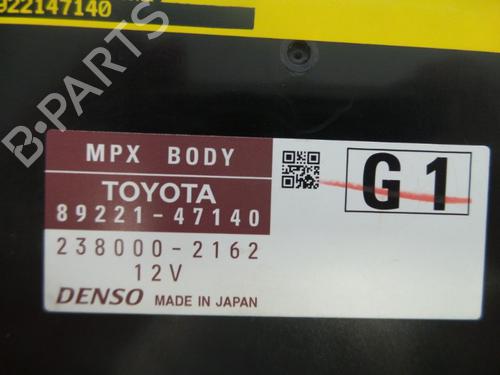 922147140
B-PARTS
MPX BODY
TOYOTA
89221-47140
238000-2162
12V
DENSO MADE IN JAPAN
G1